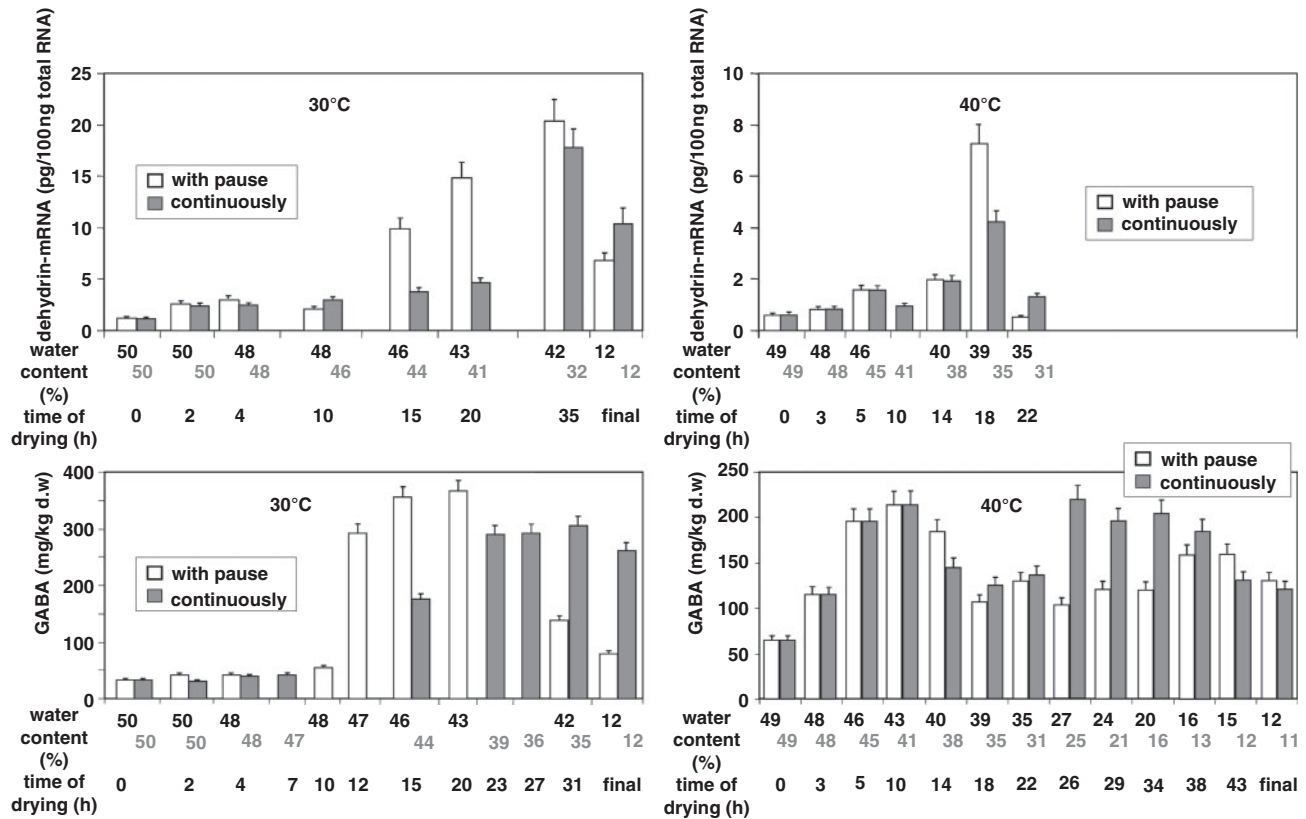 dehydrin-mRNA (pg/100ng total RNA)
25
20
15
10
5
0
30°C
with pause
continuously
water 50 50 48 48 46 43 42 12
content 50 50 48 46 44 41 32 12
(%)
time of 0 2 4 10 15 20 35 final
drying (h)
dehydrin-mRNA (pg/100ng total RNA)
10
8
6
4
2
0
40°C
with pause
continuously
water 49 48 46 40 39 35
content 49 48 45 41 38 35 31
(%)
time of 0 3 5 10 14 18 22
drying (h)
GABA (mg/kg d.w)
400
300
200
100
0
30°C
with pause
continuously
water 50 50 48 48 47 46 43 42 12
content 50 50 48 47 44 39 36 35 12
(%)
time of 0 2 4 7 10 12 15 20 23 27 31 final
drying (h)
GABA (mg/kg d.w)
250
200
150
100
50
0
40°C
with pause
continuously
water 49 48 46 43 40 39 35 27 24 20 16 15 12
content 49 48 45 41 38 35 31 25 21 16 13 12 11
(%)
time of 0 3 5 10 14 18 22 26 29 34 38 43 final
drying (h)